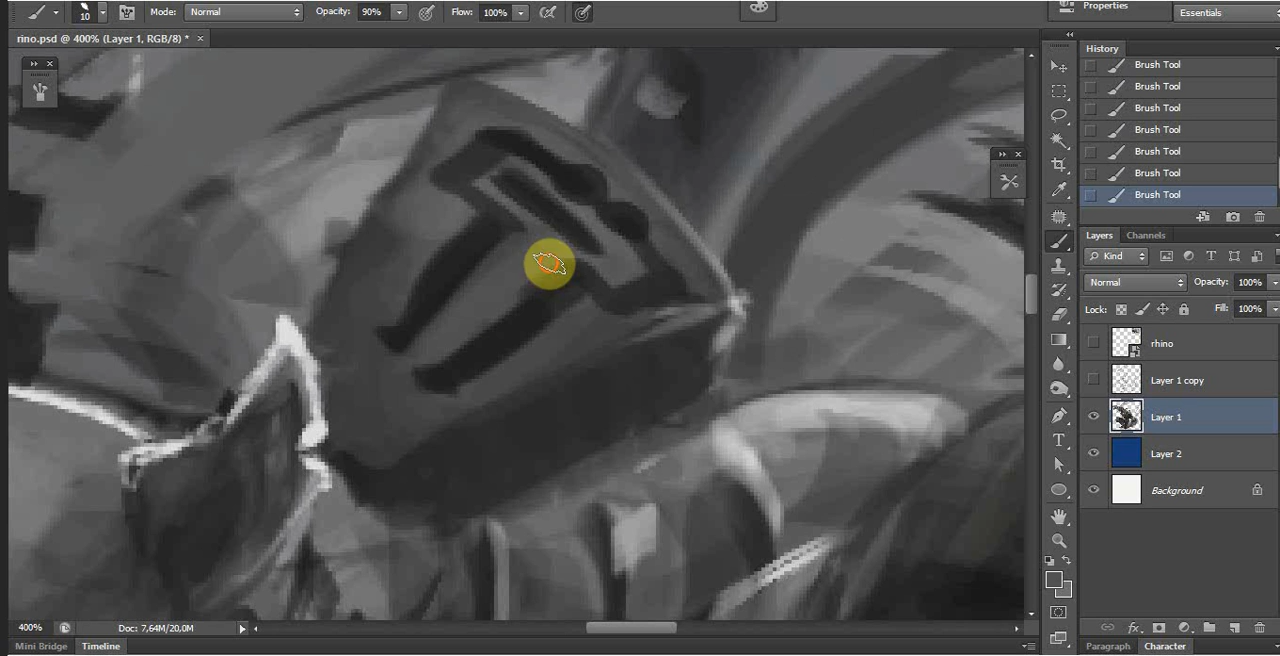 10 Mode: Normal Opacity: 90% Flow: 100% Properties Essentials
rino.psd @ 400% (Layer 1, RGB/8) * ×
History
Brush Tool
Brush Tool
Brush Tool
Brush Tool
Brush Tool
Brush Tool
Brush Tool
Layers Channels
Kind
Normal Opacity: 100%
Lock: Fill: 100%
rhino
Layer 1 copy
Layer 1
Layer 2
Background
400% Doc: 7,64M/20,0M
Mini Bridge Timeline Paragraph Character